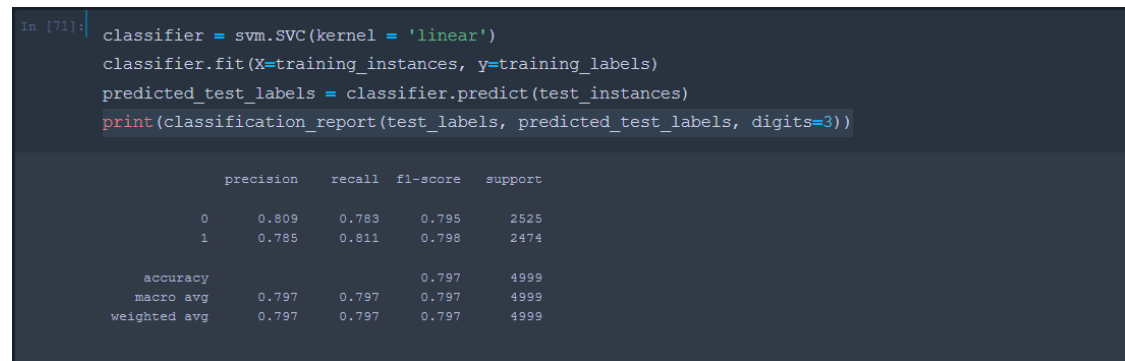 In [71]:
classifier = svm.SVC(kernel = 'linear')
classifier.fit(X=training_instances, y=training_labels)
predicted_test_labels = classifier.predict(test_instances)
print(classification_report(test_labels, predicted_test_labels, digits=3))
precision recall f1-score support
0 0.809 0.783 0.795 2525
1 0.785 0.811 0.798 2474
accuracy 0.797 4999
macro avg 0.797 0.797 0.797 4999
weighted avg 0.797 0.797 0.797 4999